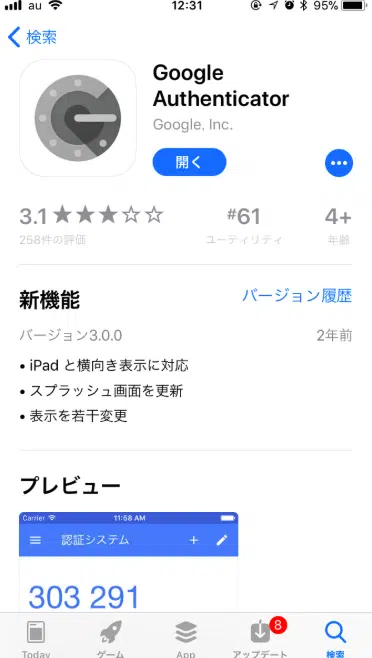 au 12:31 95%
検索
Google
Authenticator
Google, Inc.
開く
3.1 #61 4+
258件の評価 ユーティリティ 年齢
新機能 バージョン履歴
バージョン3.0.0 2年前
• iPad と横向き表示に対応
• スプラッシュ画面を更新
• 表示を若干変更
プレビュー
Carrier 11:58 AM
認証システム
303 291
8
Today ゲーム App アップデート 検索